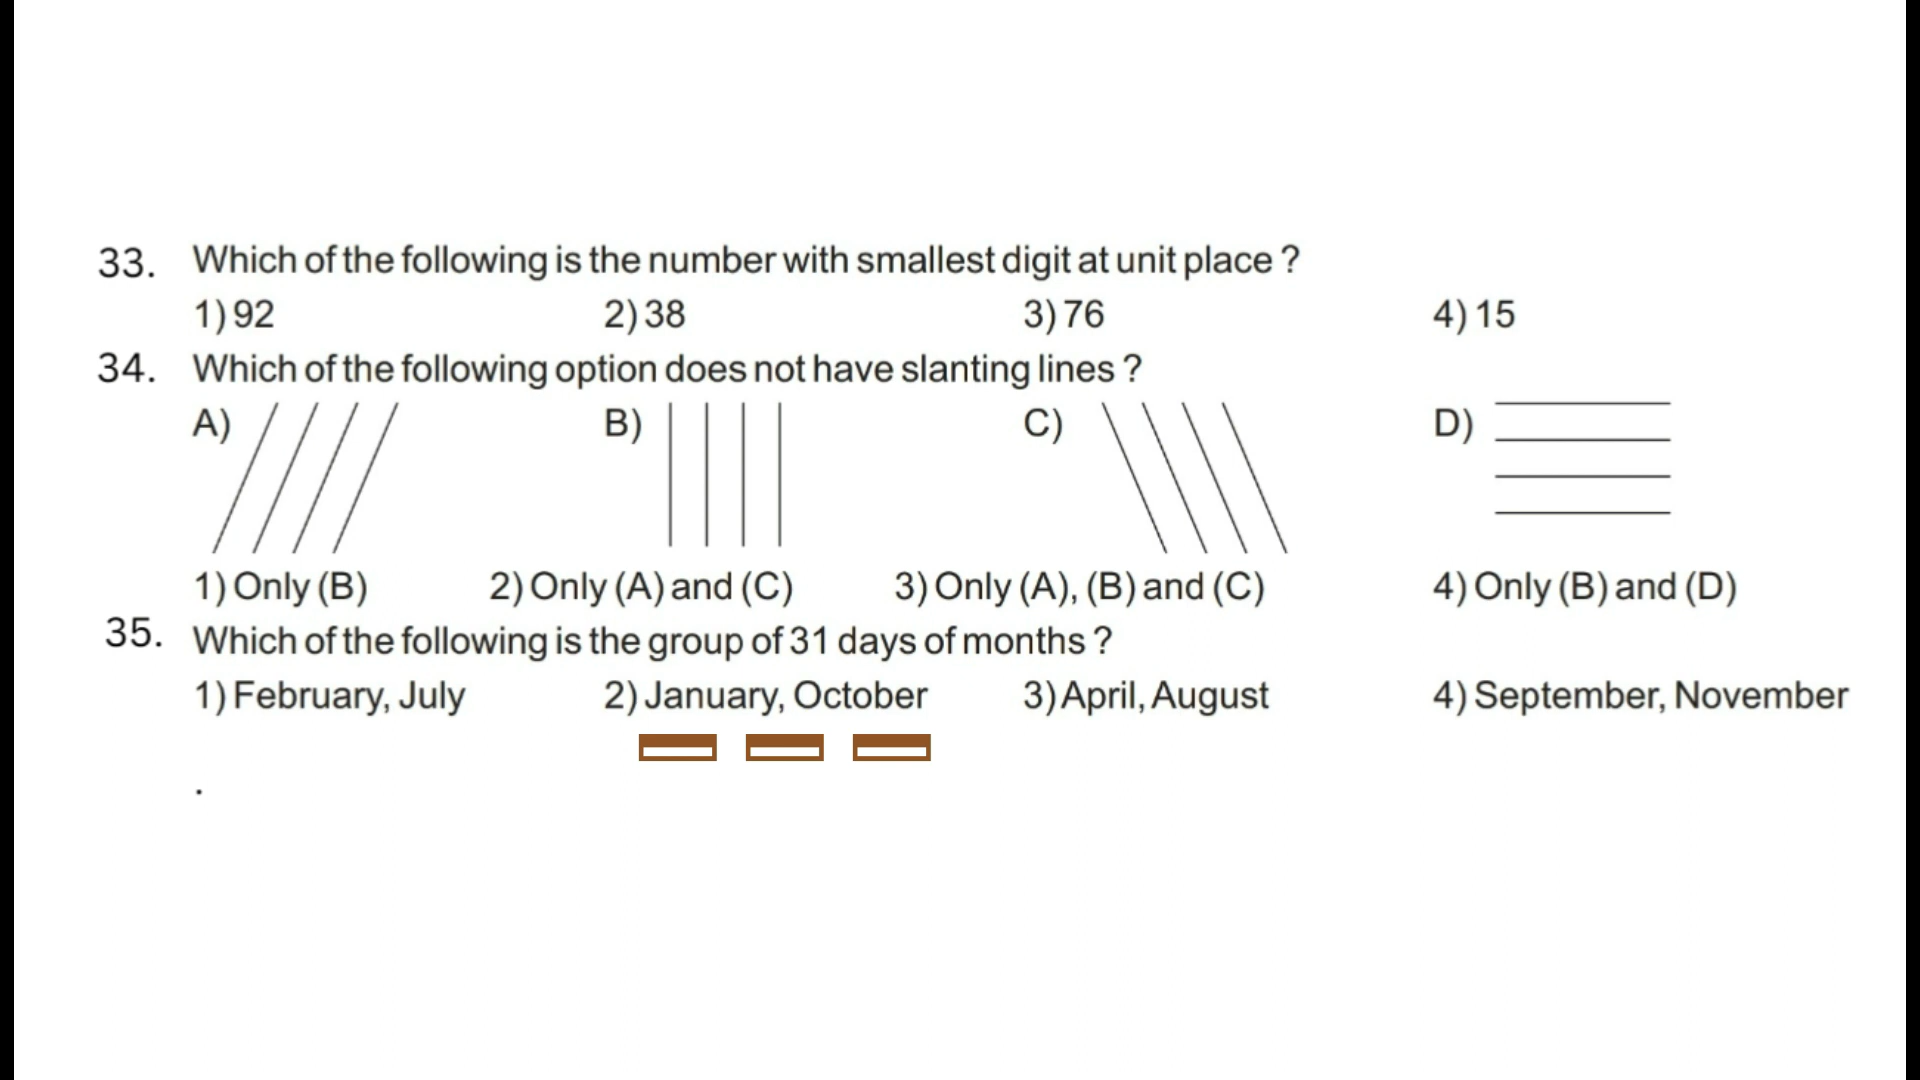 33. Which of the following is the number with smallest digit at unit place ?
1) 92 2) 38 3) 76 4) 15
34. Which of the following option does not have slanting lines ?
A) B) C) D)
1) Only (B) 2) Only (A) and (C) 3) Only (A), (B) and (C) 4) Only (B) and (D)
35. Which of the following is the group of 31 days of months ?
1) February, July 2) January, October 3) April, August 4) September, November
.